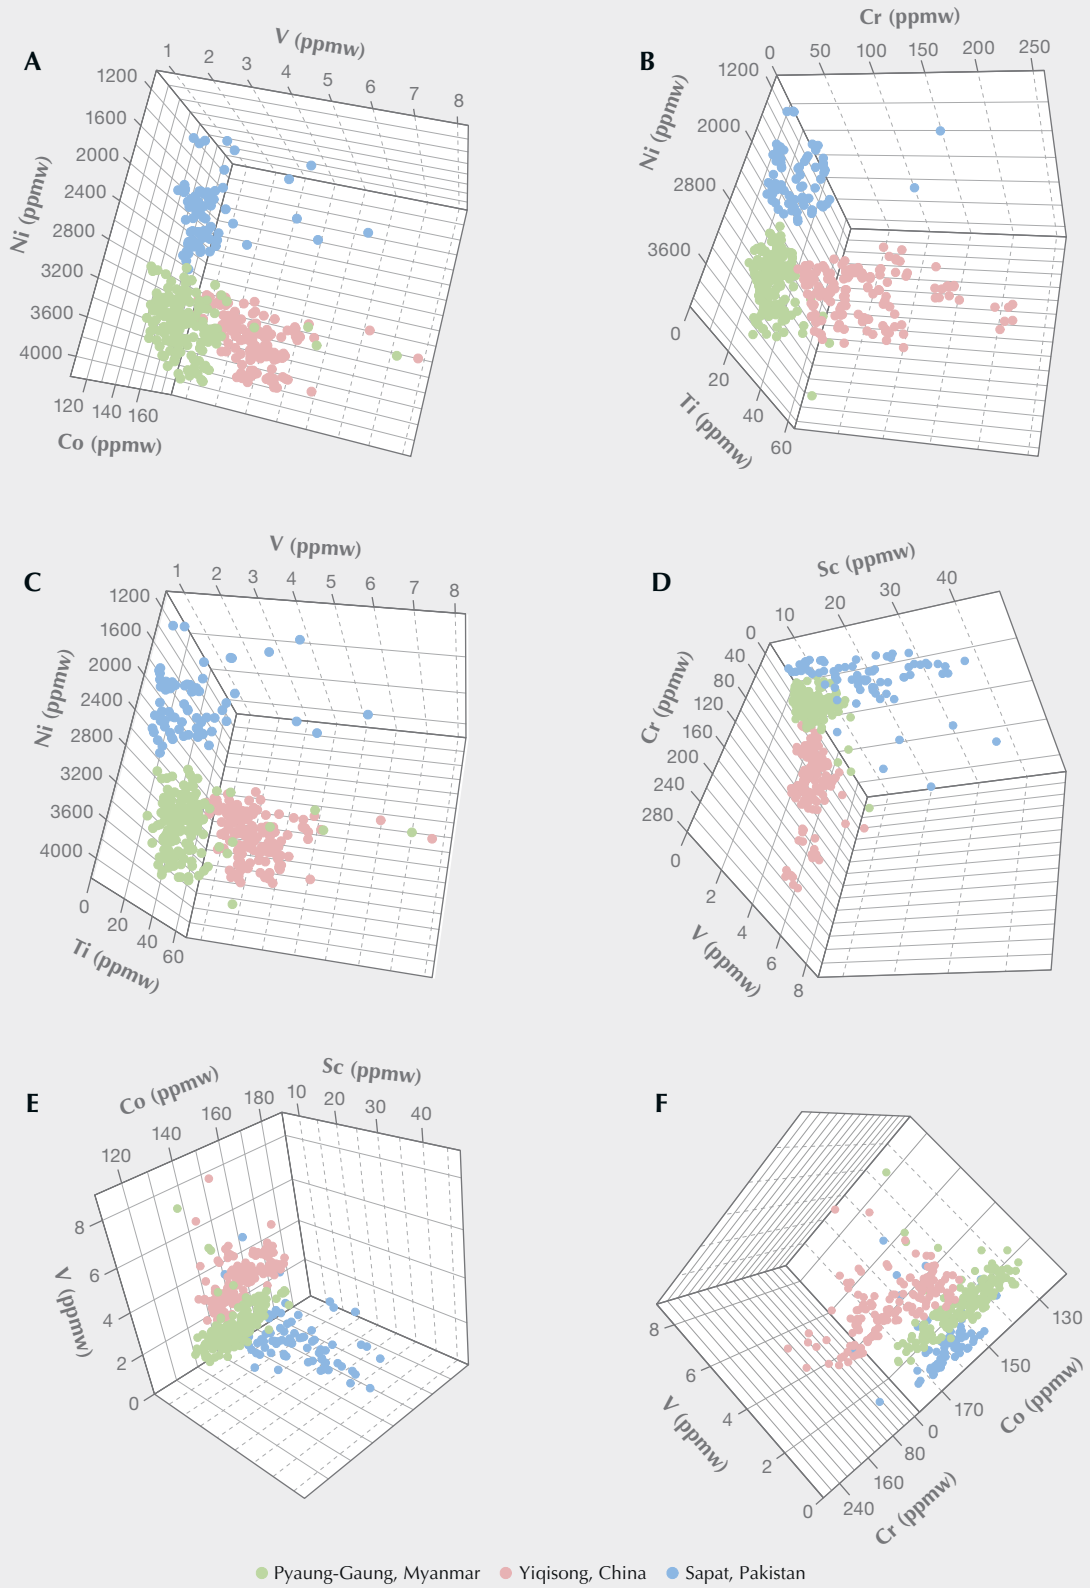 A
V (ppmw)
1 2 3 4 5 6 7 8
1200
1600
2000
2400
2800
3200
3600
4000
Ni (ppmw)
120 140 160
Co (ppmw)
B
Cr (ppmw)
0 50 100 150 200 250
1200
2000
2800
3600
Ni (ppmw)
0
20
40
60
Ti (ppmw)
C
V (ppmw)
1 2 3 4 5 6 7 8
1200
1600
2000
2400
2800
3200
3600
4000
Ni (ppmw)
0
20
40
60
Ti (ppmw)
D
Sc (ppmw)
10 20 30 40
0
40
80
120
160
200
240
280
Cr (ppmw)
0
2
4
6
8
V (ppmw)
E
Co (ppmw)
120 140 160 180
Sc (ppmw)
10 20 30 40
8
6
4
2
0
V (ppmw)
F
8
6
4
2
0
V (ppmw)
240
160
80
0
Cr (ppmw)
170
150
130
Co (ppmw)
Pyaung-Gaung, Myanmar Yiqisong, China Sapat, Pakistan